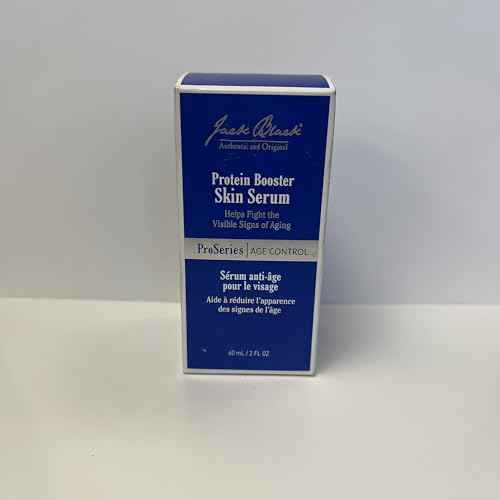 Jack Black®
Authentic and Original
Protein Booster
Skin Serum
Helps Fight the
Visible Signs of Aging
ProSeries | AGE CONTROL
Sérum anti-âge
pour le visage
Aide à réduire l'apparence
des signes de l'âge
60 mL / 2 FL OZ